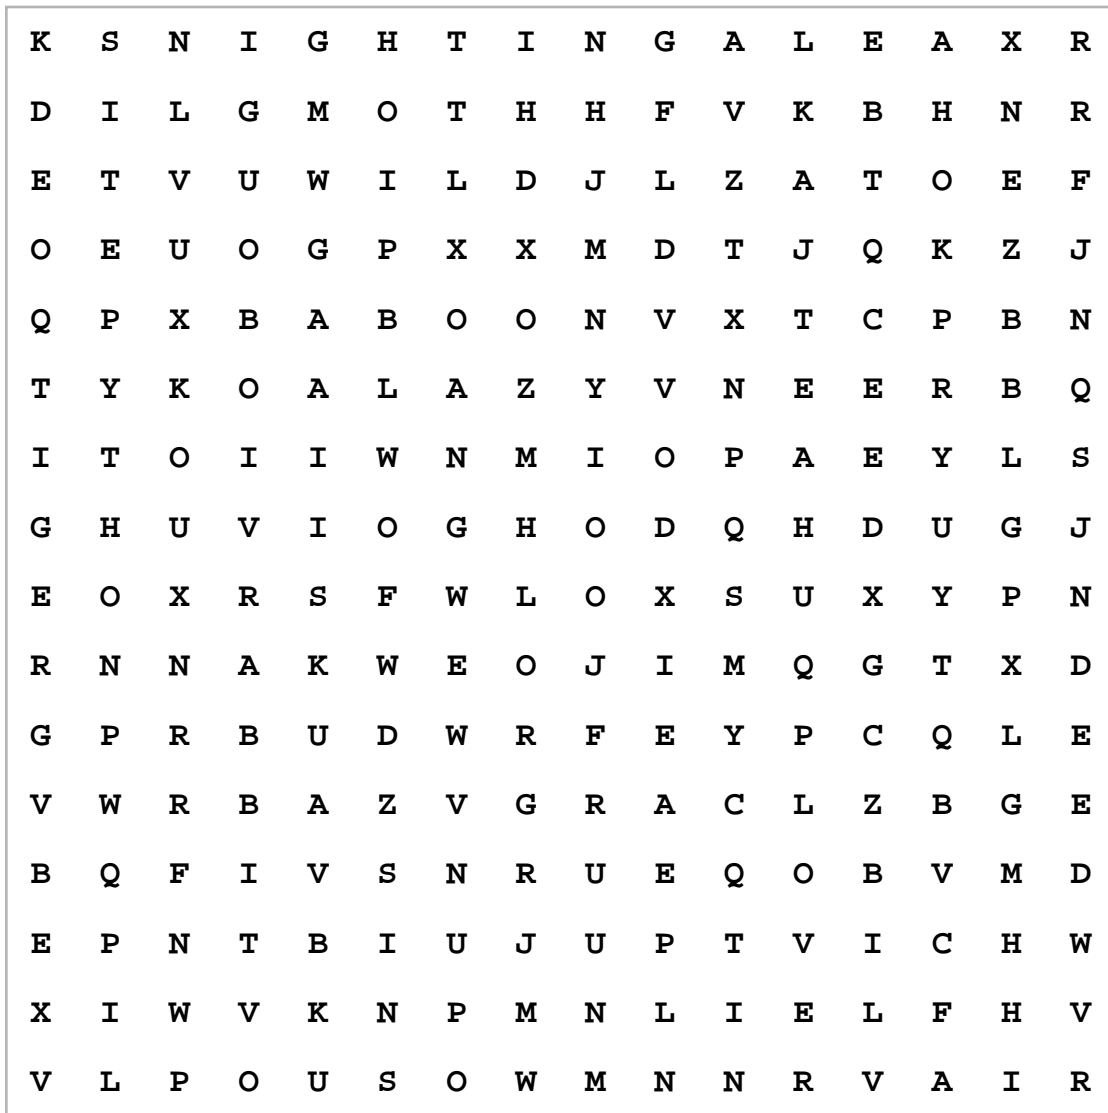 K S N I G H T I N G A L E A X R
D I L G M O T H H F V K B H N R
E T V U W I L D J L Z A T O E F
O E U O G P X X M D T J Q K Z J
Q P X B A B O O N V X T C P B N
T Y K O A L A Z Y V N E E R B Q
I T O I I W N M I O P A E Y L S
G H U V I O G H O D Q H D U G J
E O X R S F W L O X S U X Y P N
R N N A K W E O J I M Q G T X D
G P R B U D W R F E Y P C Q L E
V W R B A Z V G R A C L Z B G E
B Q F I V S N R U E Q O B V M D
E P N T B I U J U P T V I C H W
X I W V K N P M N L I E L F H V
V L P O U S O W M N N R V A I R